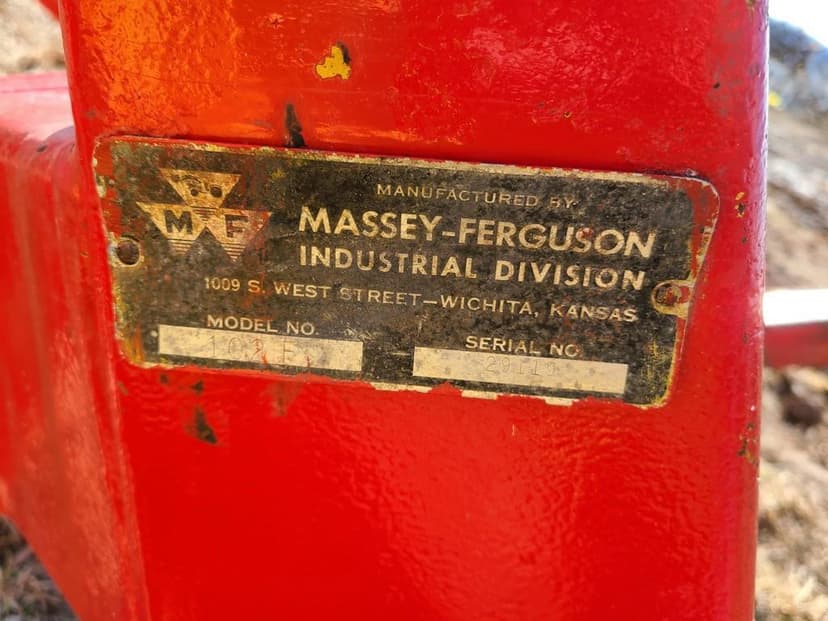 MF
MANUFACTURED BY
MASSEY-FERGUSON
INDUSTRIAL DIVISION
1009 S. WEST STREET-WICHITA, KANSAS
MODEL NO.
SERIAL NO.